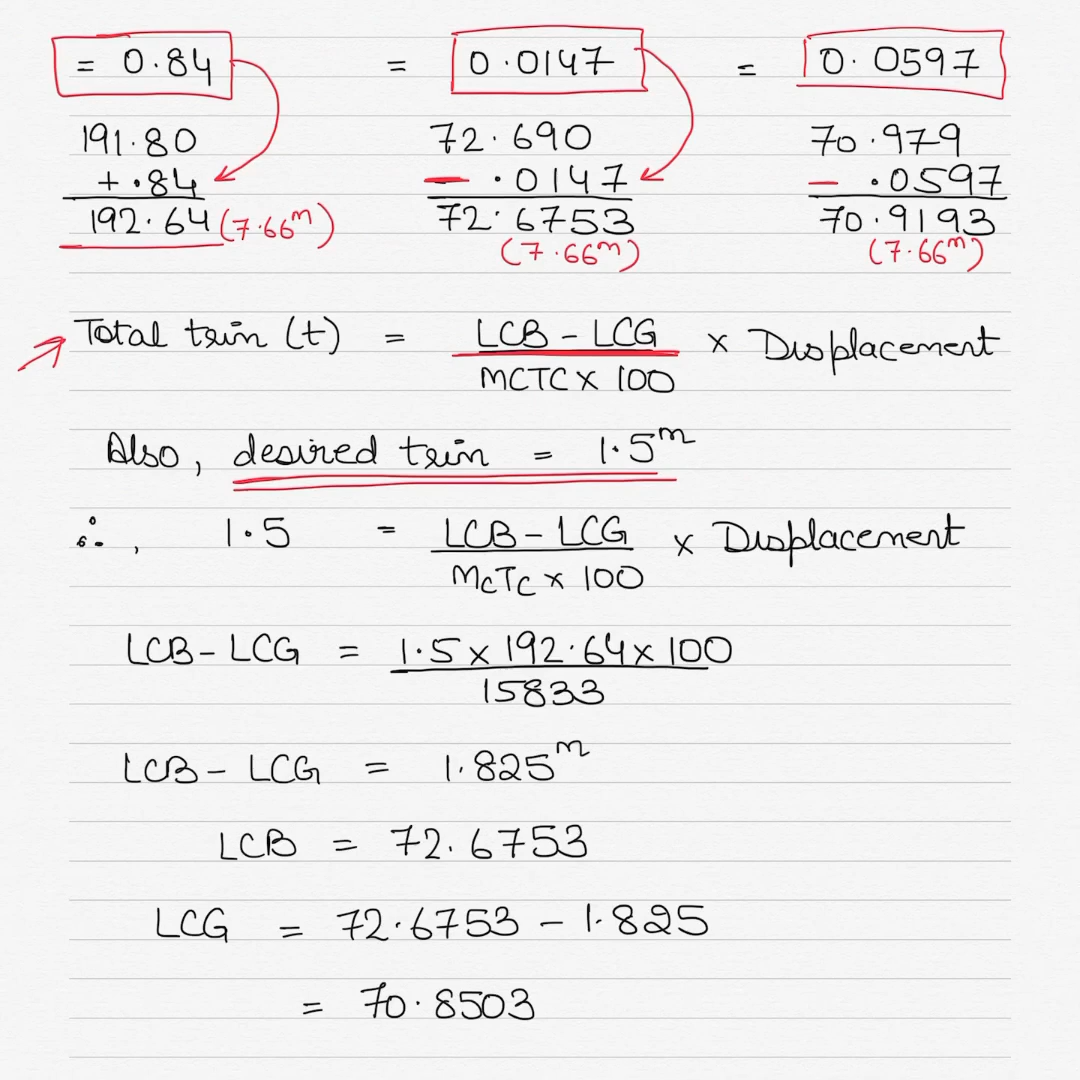 = 0.84 = 0.0147 = 0.0597
191.80 72.690 70.979
+.84 - .0147 - .0597
192.64 (7.66m) 72.6753 70.9193
(7.66m) (7.66m)
Total trim (t) = LCB - LCG × Displacement
MCTC × 100
Also, desired trim = 1.5m
∴, 1.5 = LCB - LCG × Displacement
MCTC × 100
LCB - LCG = 1.5 × 192.64 × 100
15833
LCB - LCG = 1.825m
LCB = 72.6753
LCG = 72.6753 - 1.825
= 70.8503